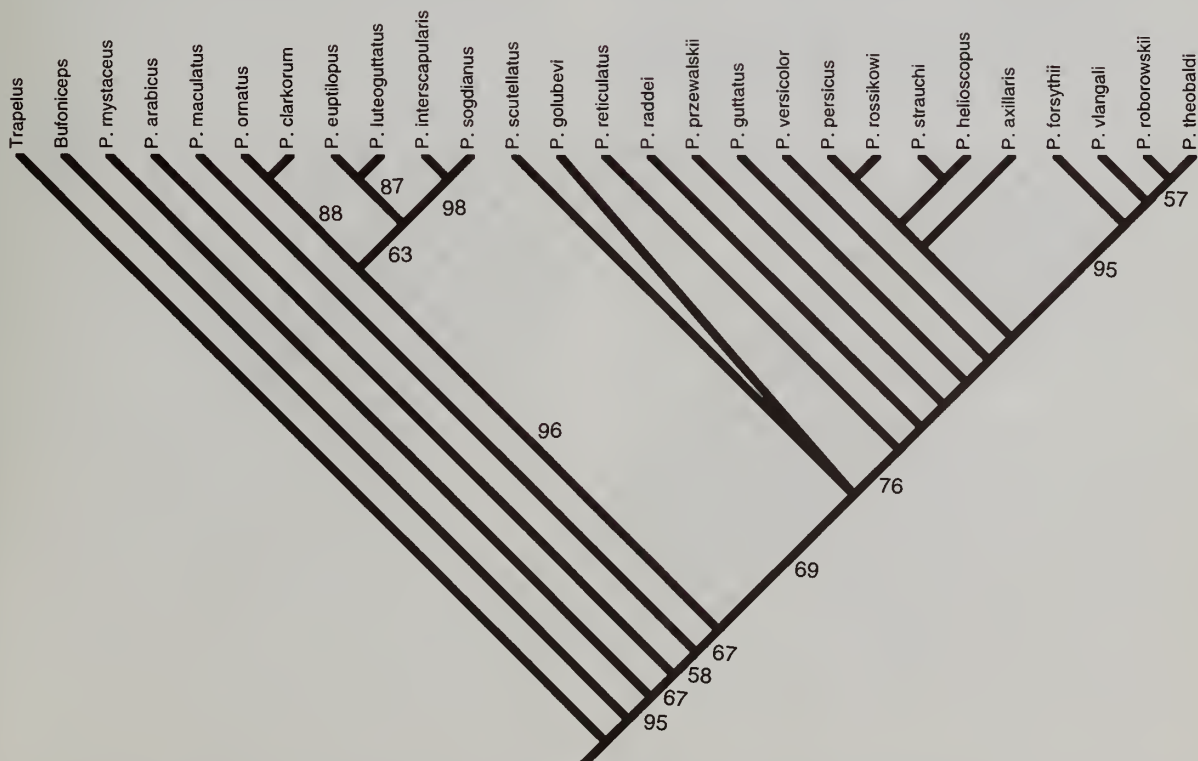 Trapelus
Bufoniceps
P. mystaceus
P. arabicus
P. maculatus
P. ornatus
P. clarkorum
P. euptilopus
P. luteoguttatus
P. interscapularis
P. sogdianus
P. scutellatus
P. golubevi
P. reticulatus
P. raddei
P. przewalskii
P. guttatus
P. versicolor
P. persicus
P. rossikowi
P. strauchi
P. helioscopus
P. axillaris
P. forsythii
P. vlangali
P. roborowskii
P. theobaldi
87
57
88
98
63
95
96
76
69
67
58
67
95